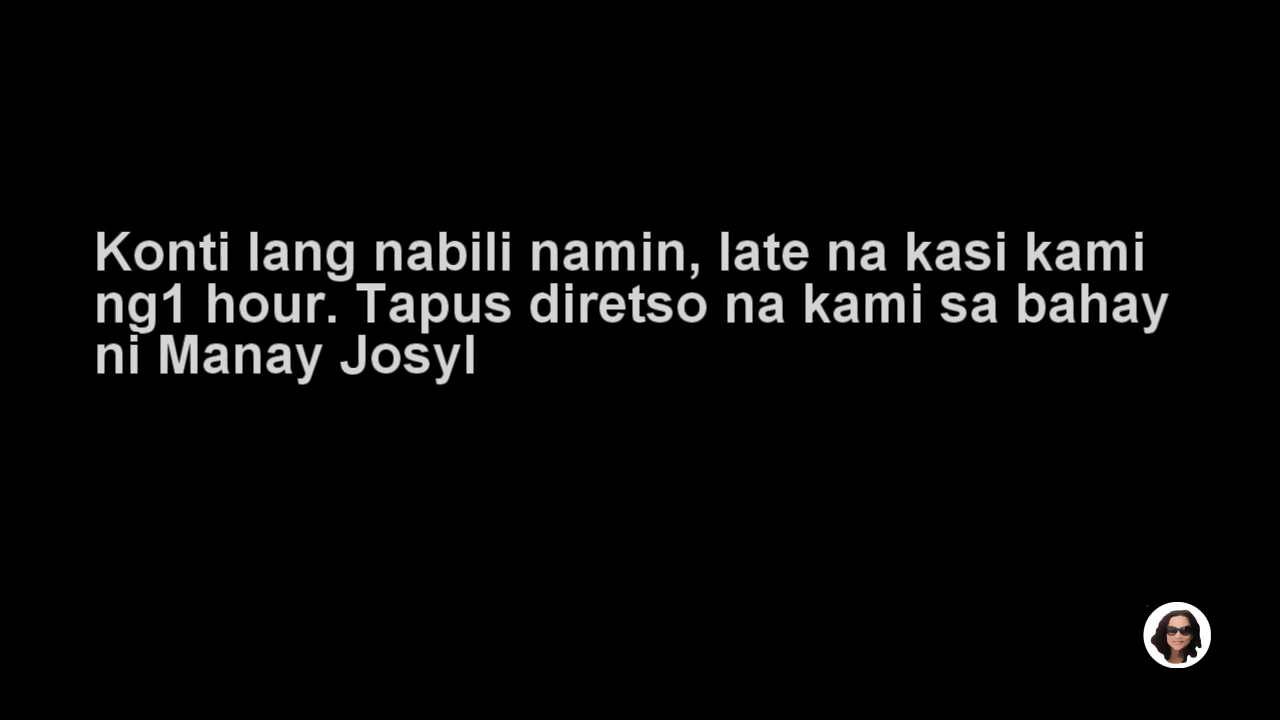 Konti lang nabili namin, late na kasi kami
ng1 hour. Tapus diretso na kami sa bahay
ni Manay Josyl